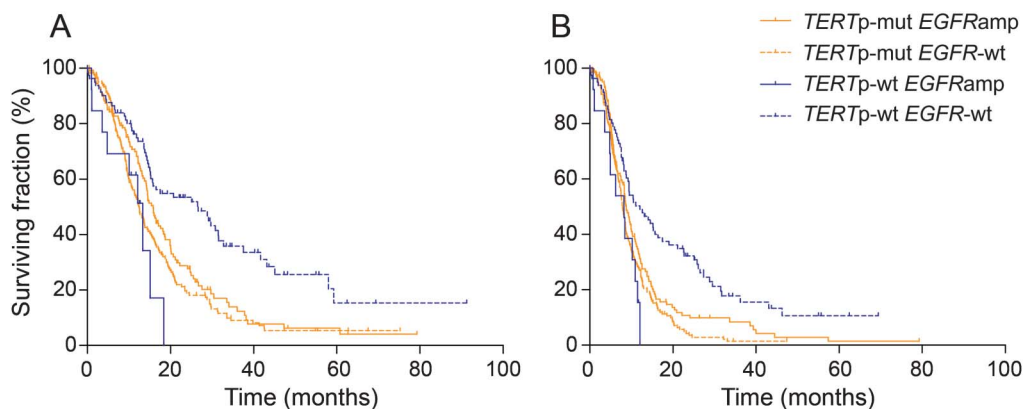 A
B
TERTp-mut EGFRamp
TERTp-mut EGFR-wt
TERTp-wt EGFRamp
TERTp-wt EGFR-wt
Surviving fraction (%)
100
80
60
40
20
0
0 20 40 60 80 100
Time (months)
100
80
60
40
20
0
0 20 40 60 80 100
Time (months)